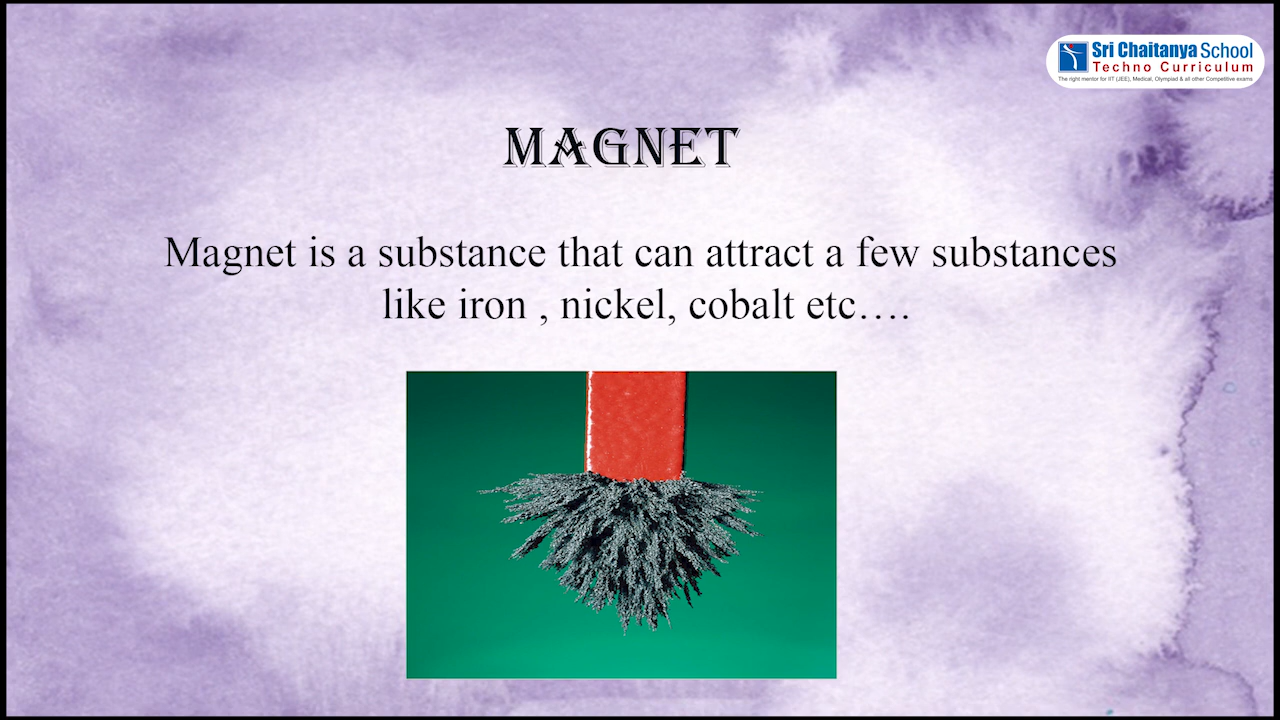 Sri Chaitanya School
Techno Curriculum
The right mentor for IIT (JEE), Medical, Olympiad & all other Competitive exams
MAGNET
Magnet is a substance that can attract a few substances
like iron , nickel, cobalt etc….